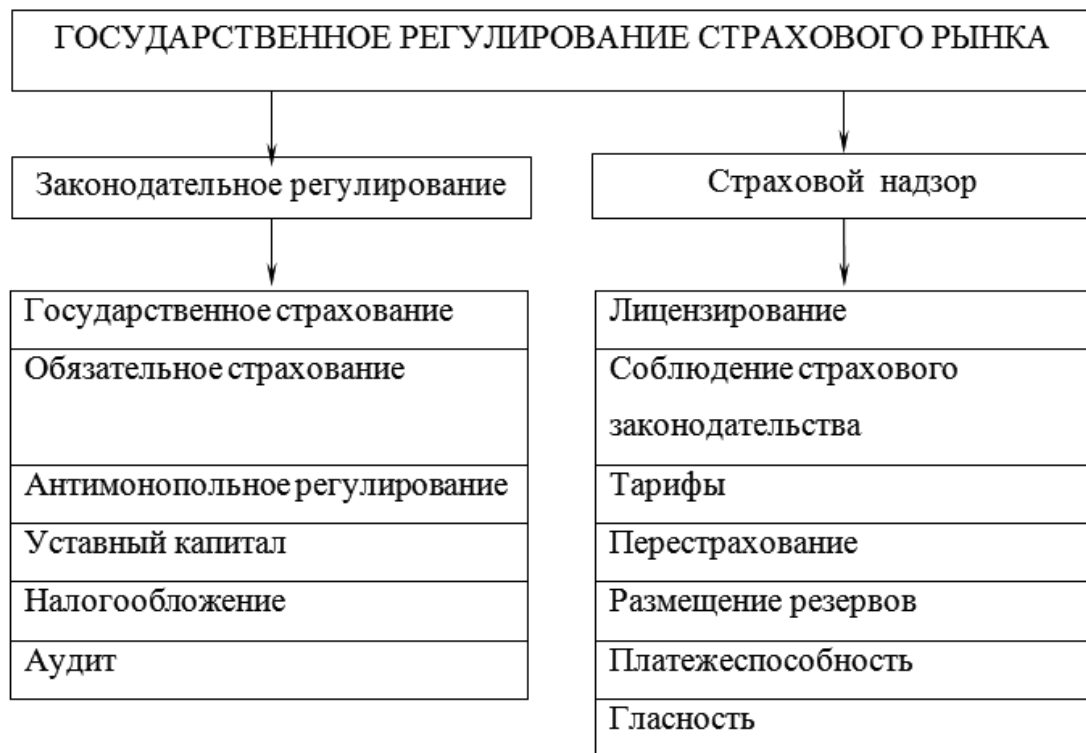 ГОСУДАРСТВЕННОЕ РЕГУЛИРОВАНИЕ СТРАХОВОГО РЫНКА
Законодательное регулирование
Государственное страхование
Обязательное страхование
Антимонопольное регулирование
Уставный капитал
Налогообложение
Аудит
Страховой надзор
Лицензирование
Соблюдение страхового
законодательства
Тарифы
Перестрахование
Размещение резервов
Платежеспособность
Гласность